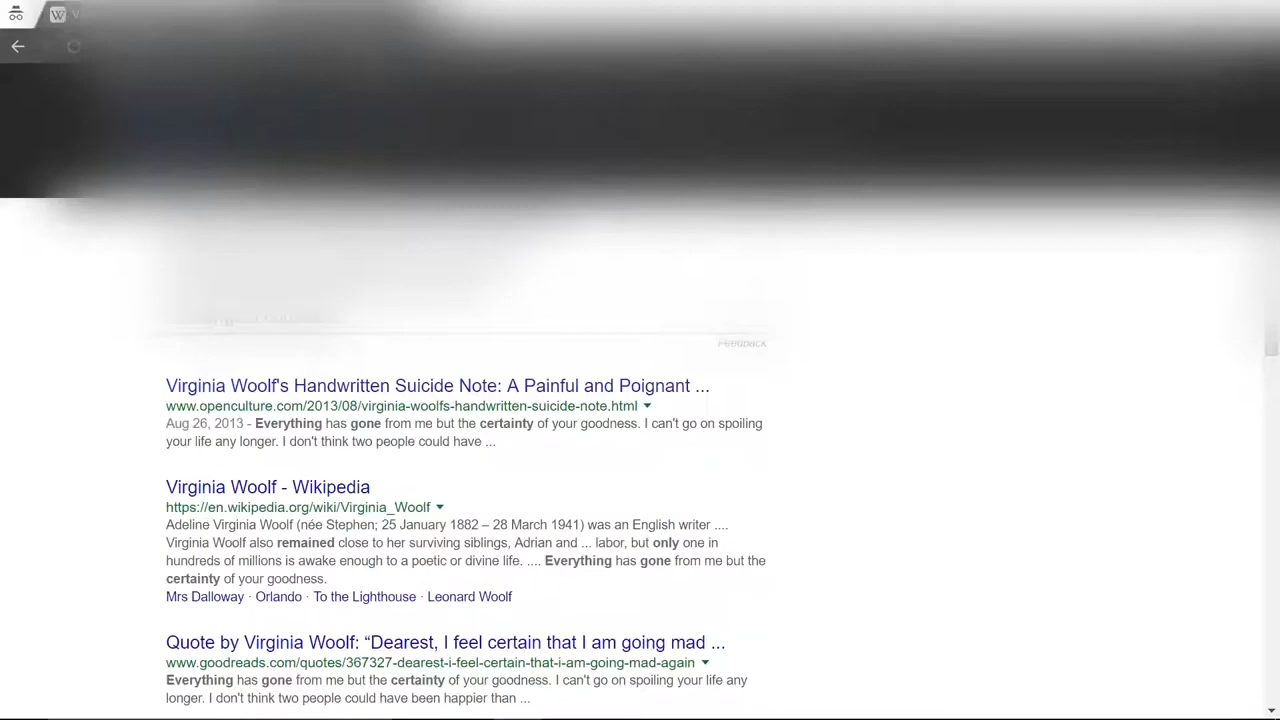 Virginia Woolf's Handwritten Suicide Note: A Painful and Poignant ...
www.openculture.com/2013/08/virginia-woolfs-handwritten-suicide-note.html
Aug 26, 2013 - Everything has gone from me but the certainty of your goodness. I can't go on spoiling
your life any longer. I don't think two people could have ...
Virginia Woolf - Wikipedia
https://en.wikipedia.org/wiki/Virginia_Woolf
Adeline Virginia Woolf (née Stephen; 25 January 1882 – 28 March 1941) was an English writer ....
Virginia Woolf also remained close to her surviving siblings, Adrian and ... labor, but only one in
hundreds of millions is awake enough to a poetic or divine life. .... Everything has gone from me but the
certainty of your goodness.
Mrs Dalloway · Orlando · To the Lighthouse · Leonard Woolf
Quote by Virginia Woolf: “Dearest, I feel certain that I am going mad ...
www.goodreads.com/quotes/367327-dearest-i-feel-certain-that-i-am-going-mad-again
Everything has gone from me but the certainty of your goodness. I can't go on spoiling your life any
longer. I don't think two people could have been happier than ...